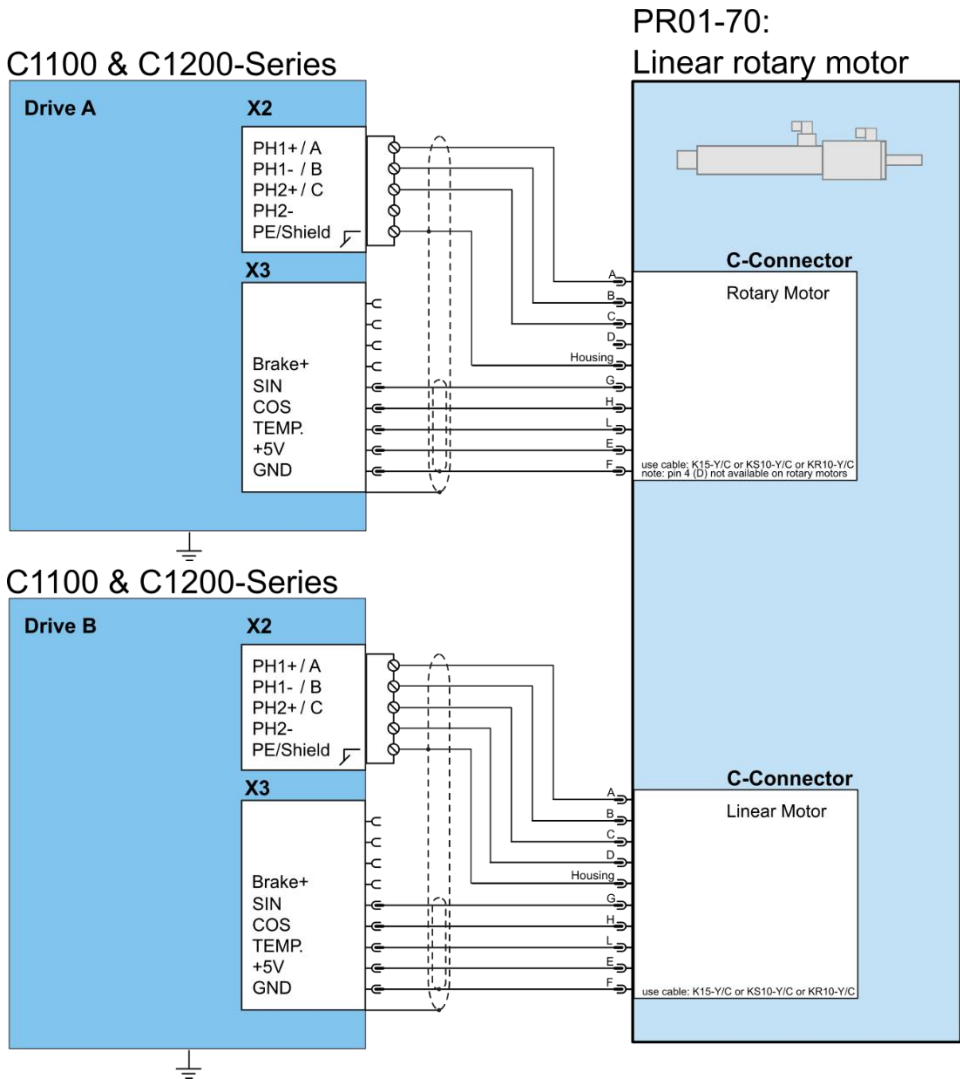 PR01-70:
Linear rotary motor
C1100 & C1200-Series
Drive A
X2
PH1+ / A
PH1- / B
PH2+ / C
PH2-
PE/Shield
X3
Brake+
SIN
COS
TEMP.
+5V
GND
C-Connector
Rotary Motor
A
B
C
D
Housing
G
H
L
E
F
use cable: K15-Y/C or KS10-Y/C or KR10-Y/C
note: pin 4 (D) not available on rotary motors
C1100 & C1200-Series
Drive B
X2
PH1+ / A
PH1- / B
PH2+ / C
PH2-
PE/Shield
X3
Brake+
SIN
COS
TEMP.
+5V
GND
C-Connector
Linear Motor
A
B
C
D
Housing
G
H
L
E
F
use cable: K15-Y/C or KS10-Y/C or KR10-Y/C